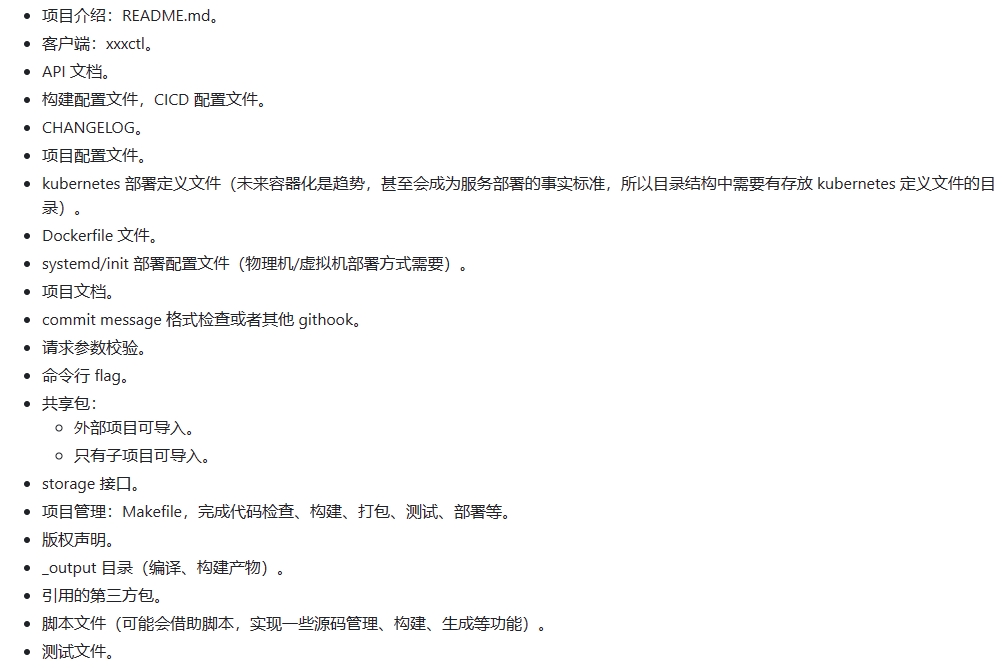 项目介绍：README.md。
客户端：xxxctl。
API 文档。
构建配置文件，CICD 配置文件。
CHANGELOG。
项目配置文件。
kubernetes 部署定义文件（未来容器化是趋势，甚至会成为服务部署的事实标准，所以目录结构中需要有存放 kubernetes 定义文件的目
录）。
Dockerfile 文件。
systemd/init 部署配置文件（物理机/虚拟机部署方式需要）。
项目文档。
commit message 格式检查或者其他 githook。
请求参数校验。
命令行 flag。
共享包：
外部项目可导入。
只有子项目可导入。
storage 接口。
项目管理：Makefile，完成代码检查、构建、打包、测试、部署等。
版权声明。
_output 目录（编译、构建产物）。
引用的第三方包。
脚本文件（可能会借助脚本，实现一些源码管理、构建、生成等功能）。
测试文件。